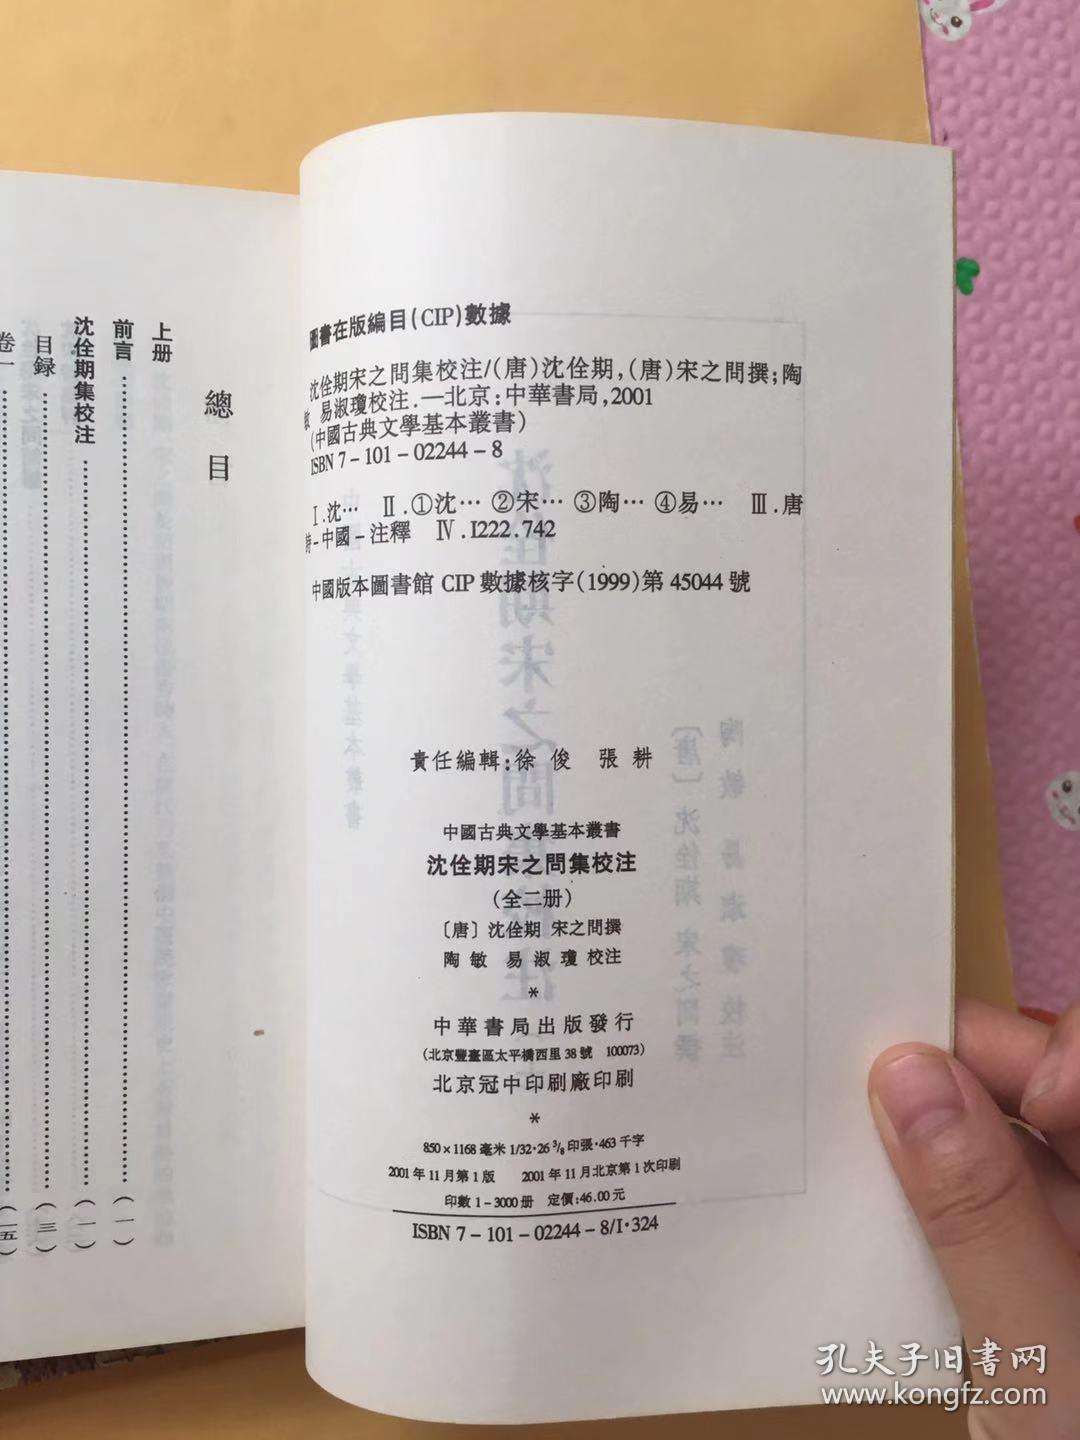 圖書在版編目(CIP)數據
沈佺期宋之問集校注/(唐)沈佺期,(唐)宋之問撰;陶
敏 易淑瓊校注.—北京:中華書局,2001
(中國古典文學基本叢書)
ISBN 7-101-02244-8
Ⅰ.沈… Ⅱ.①沈… ②宋… ③陶… ④易… Ⅲ.唐
詩-中國-注釋 Ⅳ.I222.742
中國版本圖書館 CIP 數據核字(1999)第 45044 號
責任編輯:徐 俊 張 耕
中國古典文學基本叢書
沈佺期宋之問集校注
(全二册)
〔唐〕沈佺期 宋之問撰
陶 敏 易 淑 瓊 校注
*
中華書局出版發行
(北京豐臺區太平橋西里 38 號 100073)
北京冠中印刷廠印刷
*
850×1168 毫米 1/32·26 3/8 印張·463 千字
2001 年 11 月第 1 版 2001 年 11 月北京第 1 次印刷
印數 1-3000 册 定價:46.00 元
ISBN 7-101-02244-8/I·324
總目
上册
前言……(一)
沈佺期集校注……(一)
目録……(三)
卷一……(五)
孔夫子旧书网
www.kongfz.com